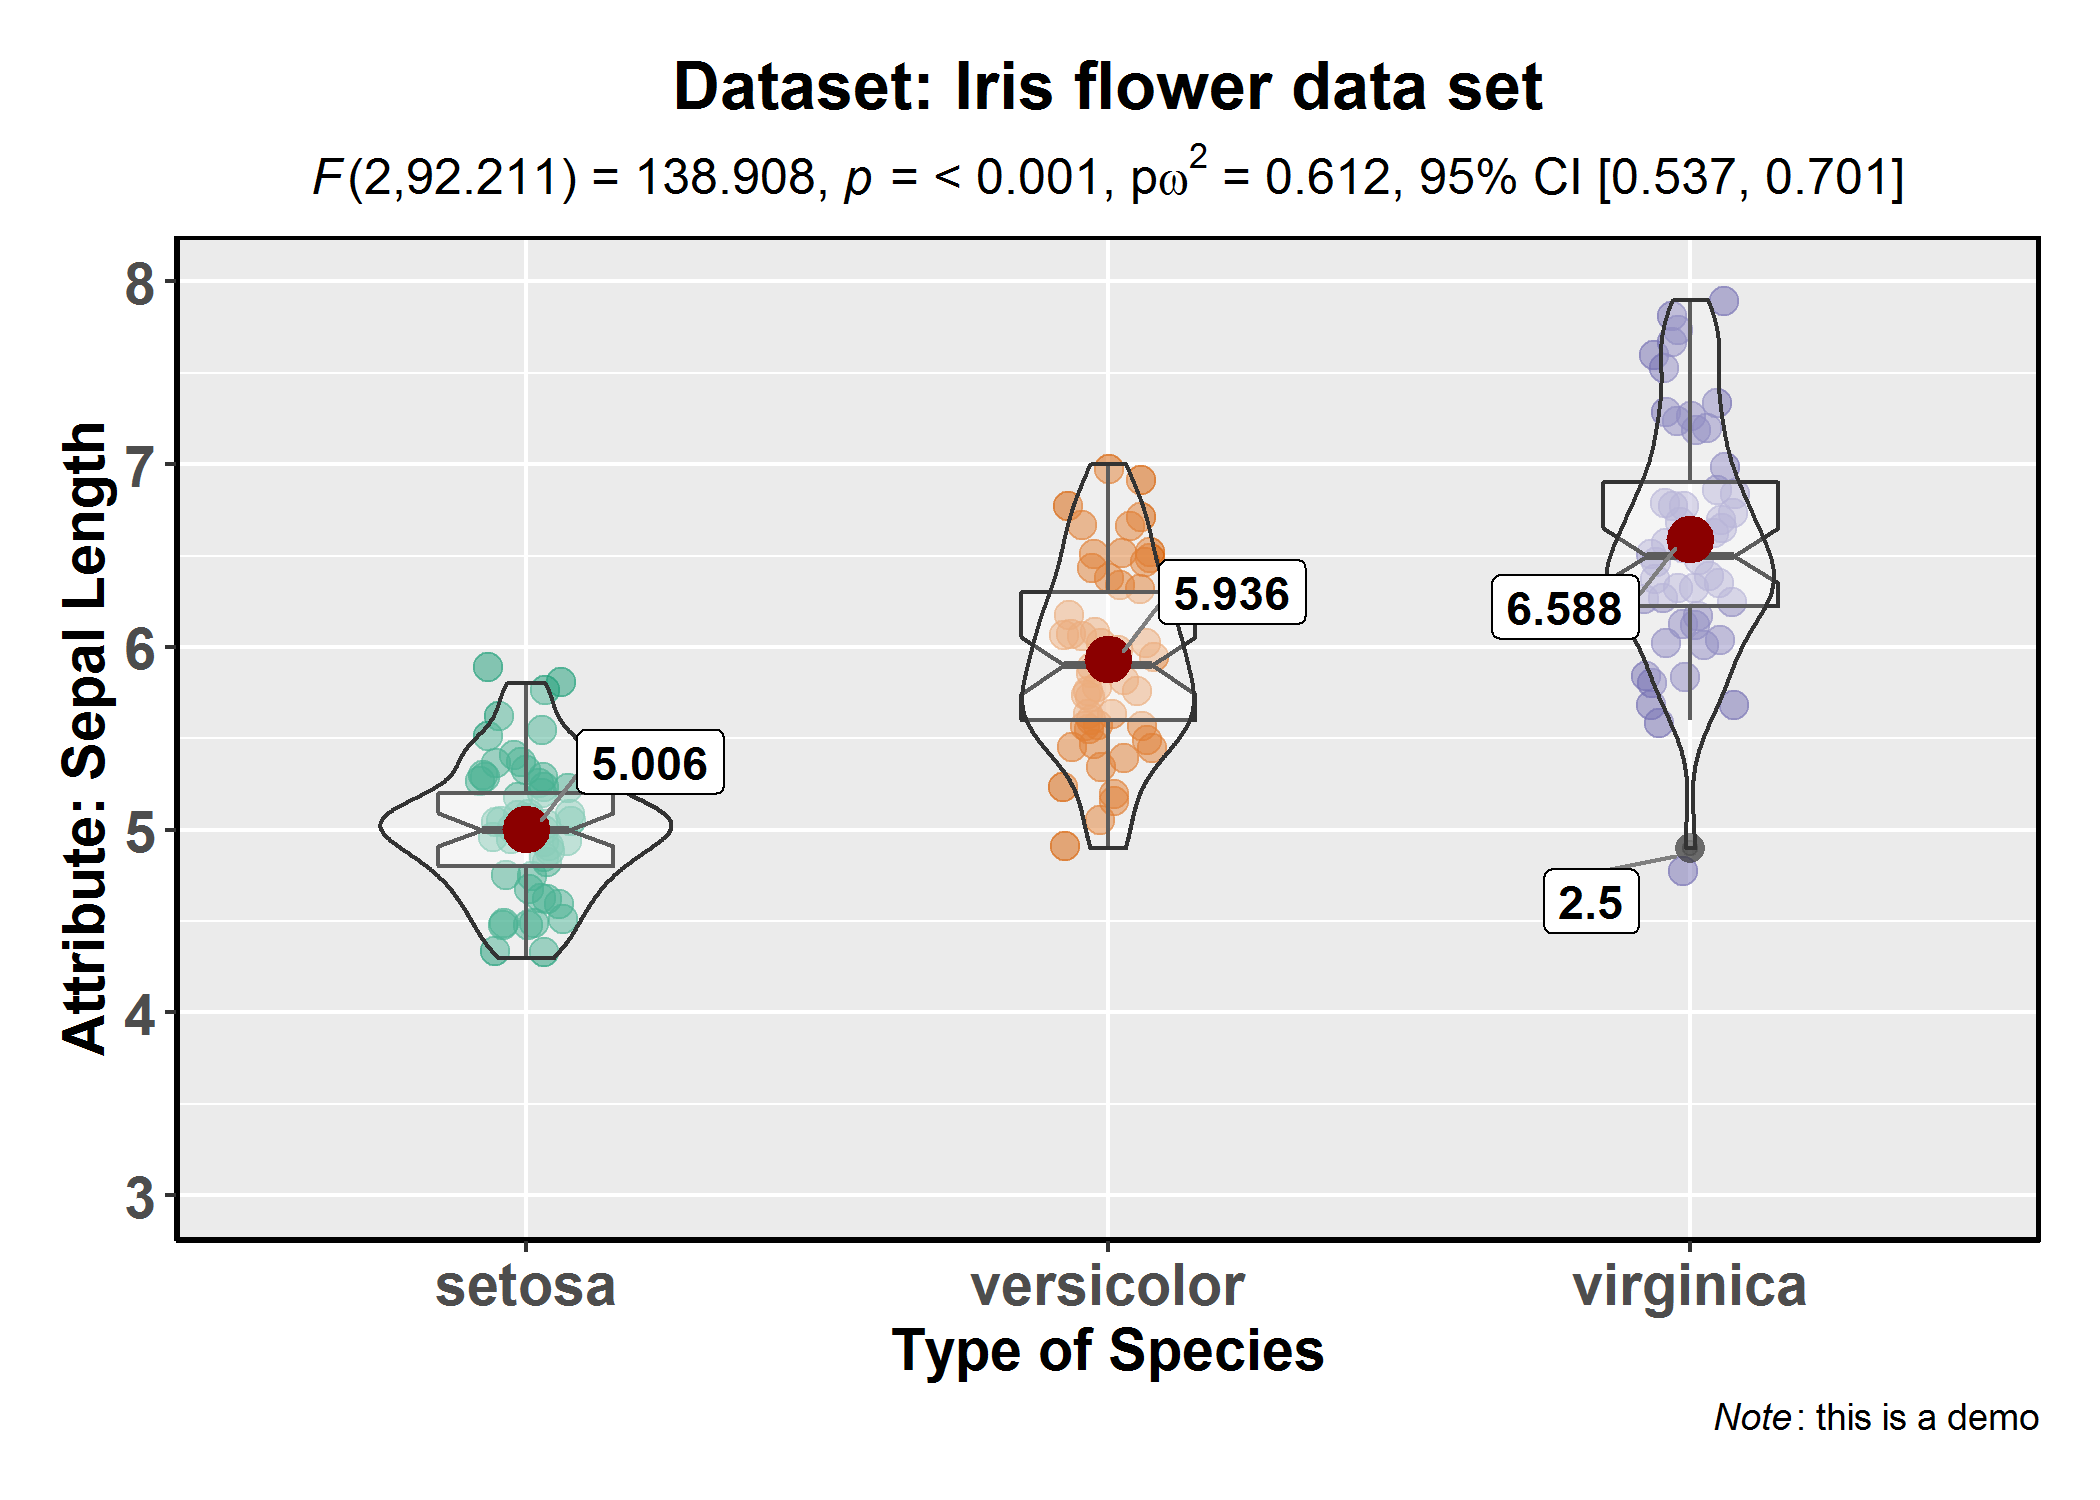 Dataset: Iris flower data set
F(2,92.211) = 138.908, p = < 0.001, pω² = 0.612, 95% CI [0.537, 0.701]
Attribute: Sepal Length
8
7
6
5
4
3
5.006
5.936
6.588
2.5
setosa versicolor virginica
Type of Species
Note: this is a demo